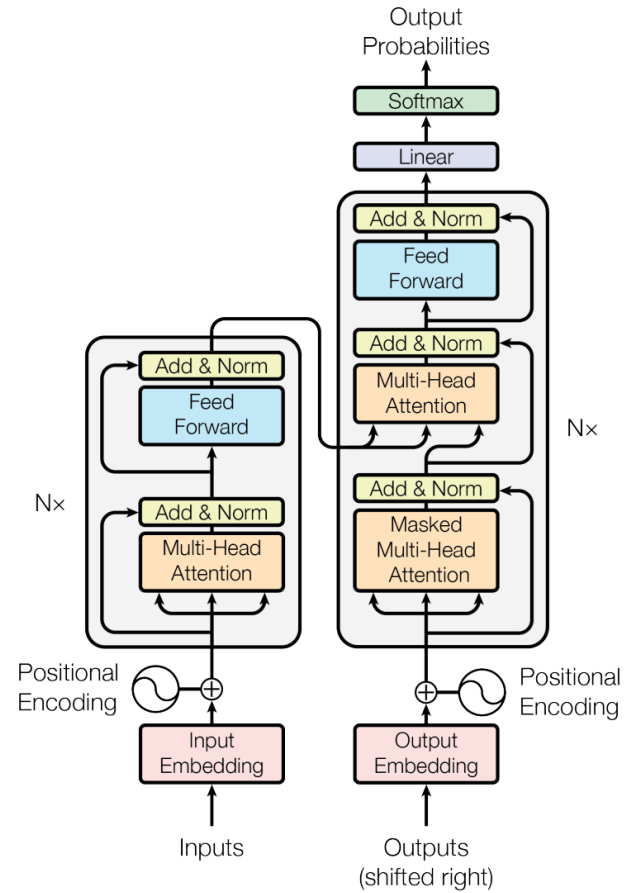 Output
Probabilities
Softmax
Linear
Add & Norm
Feed
Forward
Add & Norm
Multi-Head
Attention
Add & Norm
Masked
Multi-Head
Attention
Nx
Add & Norm
Feed
Forward
Add & Norm
Multi-Head
Attention
Nx
Positional
Encoding
Positional
Encoding
Input
Embedding
Output
Embedding
Inputs
Outputs
(shifted right)